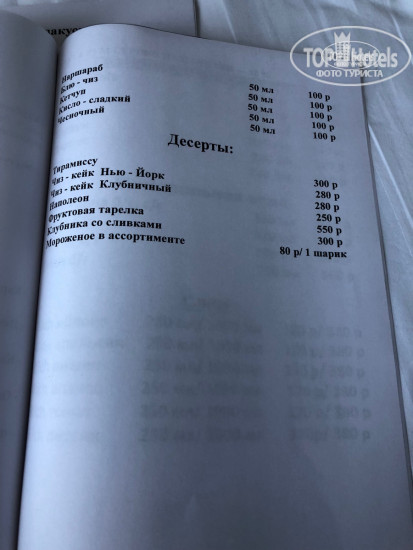 TOP Hotels
ФОТО ТУРИСТА
Наршараб 50 мл 100 р
Блю - чиз 50 мл 100 р
Кетчуп 50 мл 100 р
Кисло - сладкий 50 мл 100 р
Чесночный 50 мл 100 р
Десерты:
Тирамиссу 300 р
Чиз - кейк Нью - Йорк 280 р
Чиз - кейк Клубничный 280 р
Наполеон 250 р
Фруктовая тарелка 550 р
Клубника со сливками 300 р
Мороженое в ассортименте 80 р/ 1 шарик